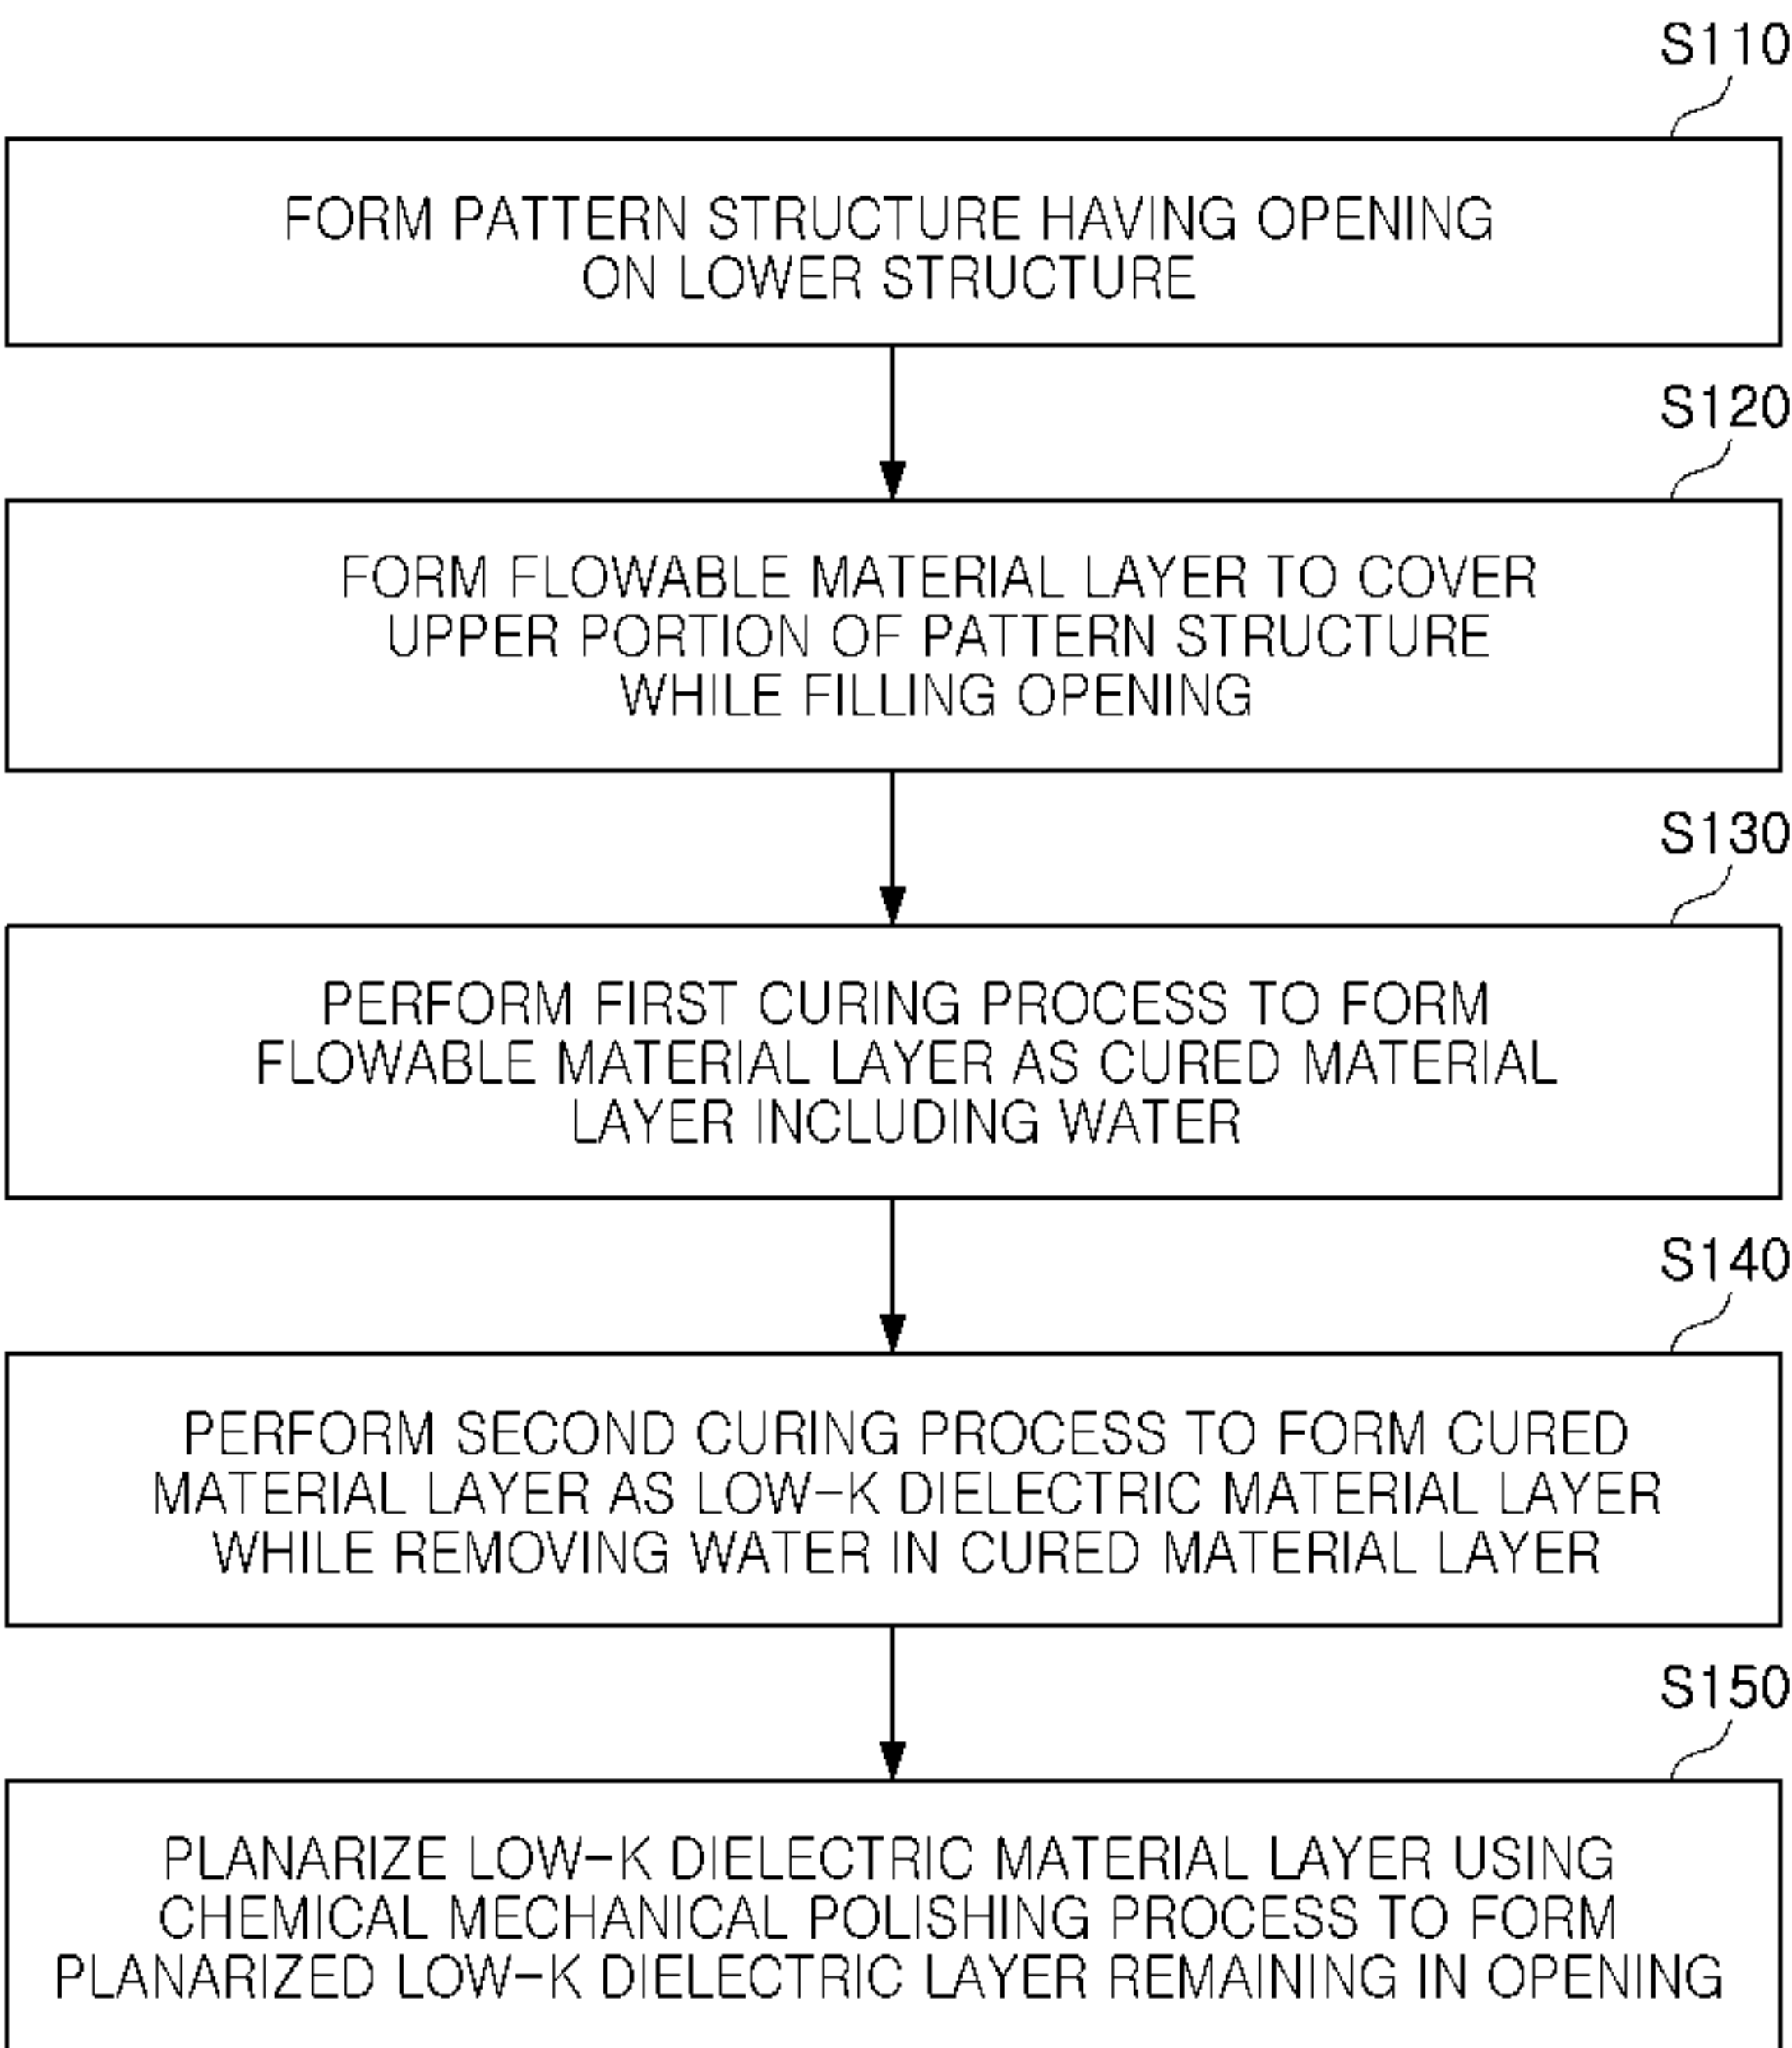 S110
FORM PATTERN STRUCTURE HAVING OPENING
ON LOWER STRUCTURE
S120
FORM FLOWABLE MATERIAL LAYER TO COVER
UPPER PORTION OF PATTERN STRUCTURE
WHILE FILLING OPENING
S130
PERFORM FIRST CURING PROCESS TO FORM
FLOWABLE MATERIAL LAYER AS CURED MATERIAL
LAYER INCLUDING WATER
S140
PERFORM SECOND CURING PROCESS TO FORM CURED
MATERIAL LAYER AS LOW-K DIELECTRIC MATERIAL LAYER
WHILE REMOVING WATER IN CURED MATERIAL LAYER
S150
PLANARIZE LOW-K DIELECTRIC MATERIAL LAYER USING
CHEMICAL MECHANICAL POLISHING PROCESS TO FORM
PLANARIZED LOW-K DIELECTRIC LAYER REMAINING IN OPENING